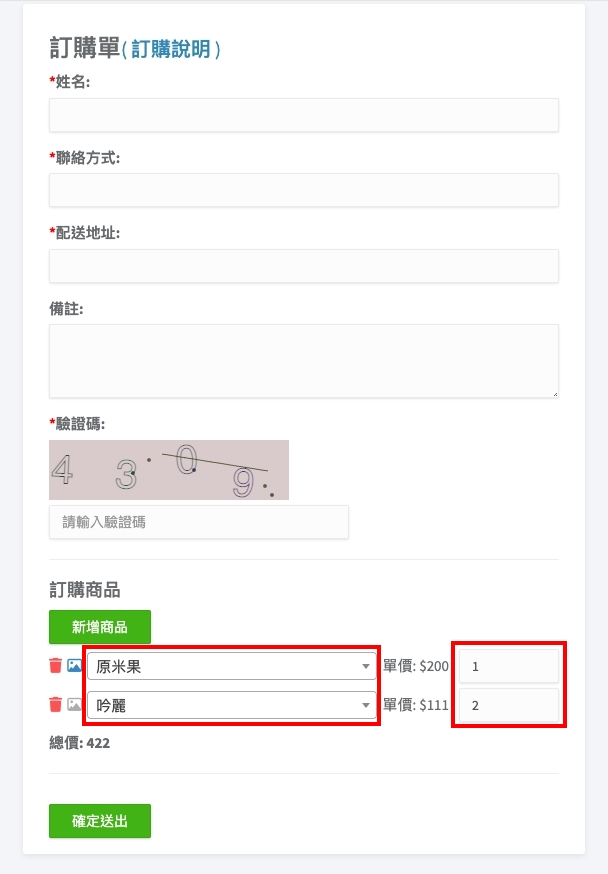 訂購單( 訂購說明 )
*姓名:
*聯絡方式:
*配送地址:
備註:
*驗證碼:
4 3 0 9
請輸入驗證碼
訂購商品
新增商品
原米果 單價: $200 1
吟麗 單價: $111 2
總價: 422
確定送出